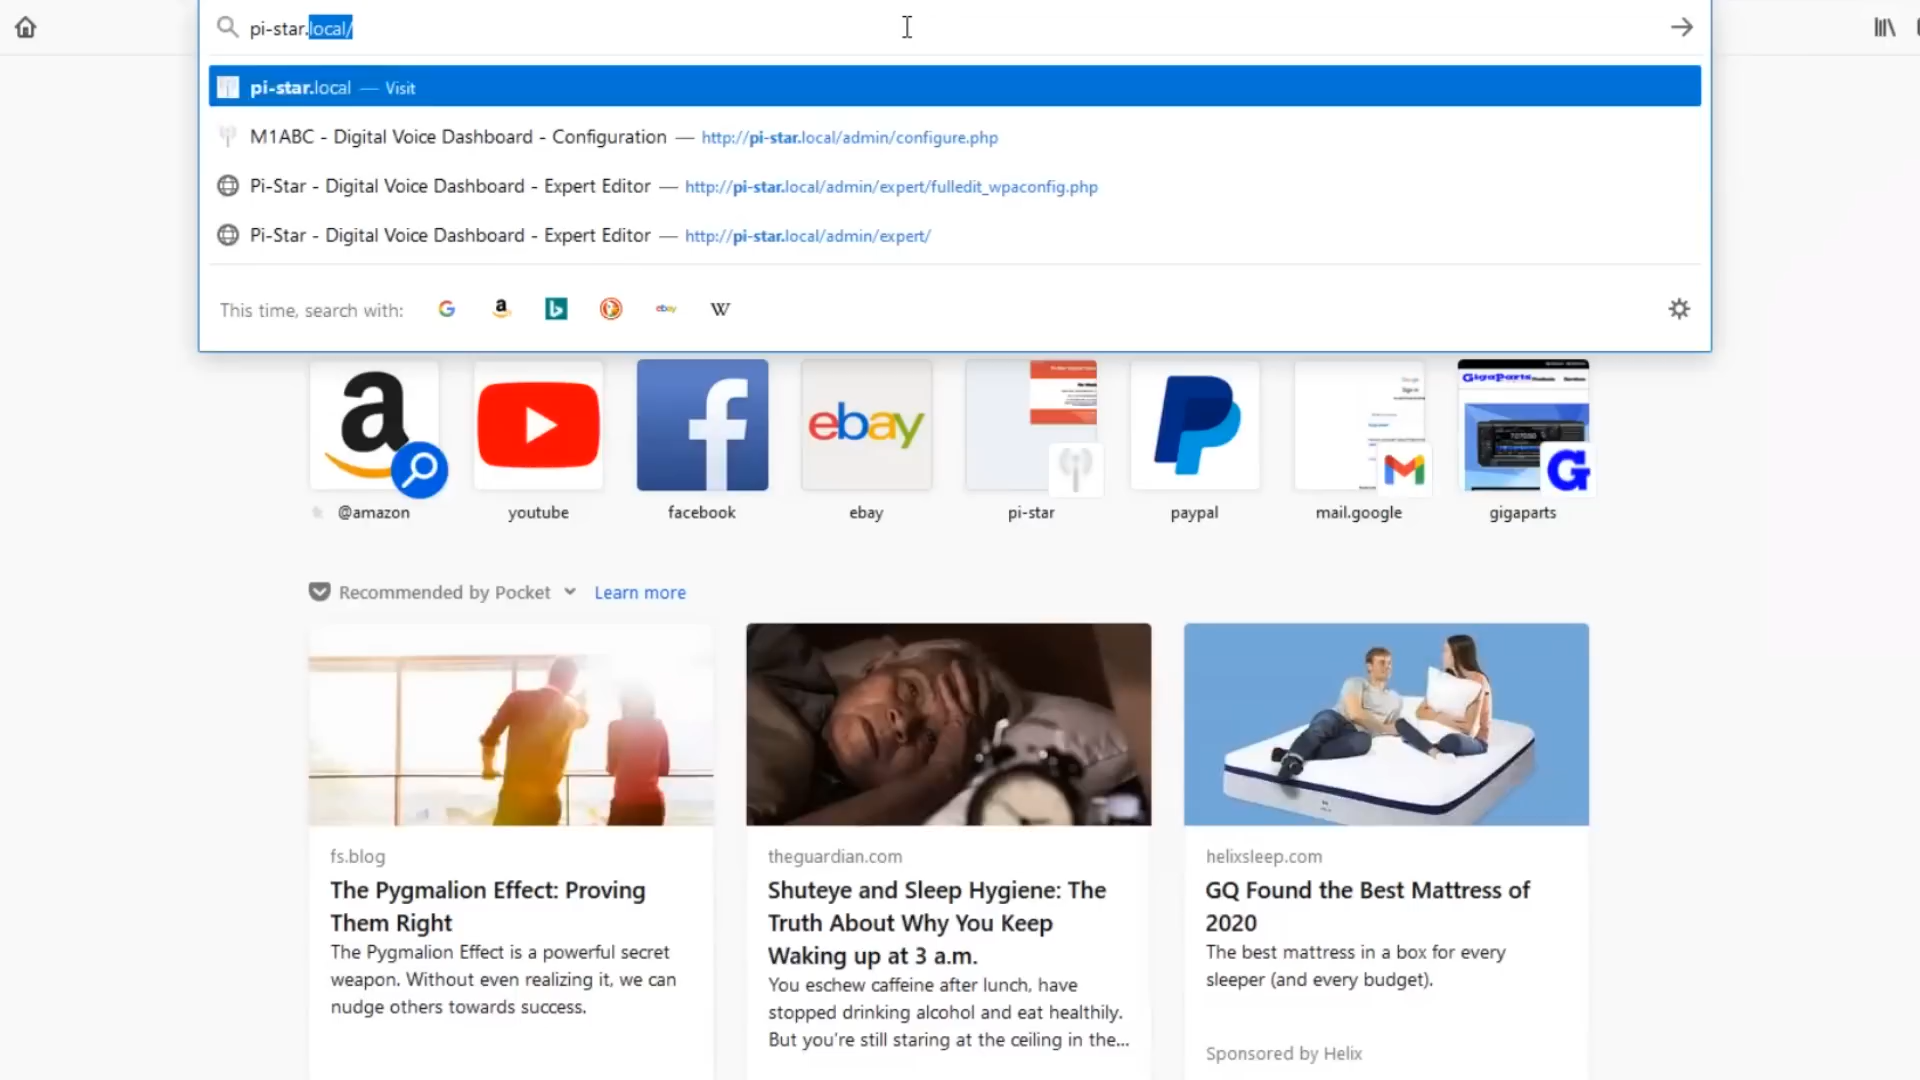 pi-star.local/
pi-star.local — Visit
M1ABC - Digital Voice Dashboard - Configuration — http://pi-star.local/admin/configure.php
Pi-Star - Digital Voice Dashboard - Expert Editor — http://pi-star.local/admin/expert/fulledit_wpaconfig.php
Pi-Star - Digital Voice Dashboard - Expert Editor — http://pi-star.local/admin/expert/
This time, search with:
ebay
ebay
GigaParts Products Services
@amazon youtube facebook ebay pi-star paypal mail.google gigaparts
Recommended by Pocket Learn more
fs.blog
The Pygmalion Effect: Proving
Them Right
The Pygmalion Effect is a powerful secret
weapon. Without even realizing it, we can
nudge others towards success.
theguardian.com
Shuteye and Sleep Hygiene: The
Truth About Why You Keep
Waking up at 3 a.m.
You eschew caffeine after lunch, have
stopped drinking alcohol and eat healthily.
But you're still staring at the ceiling in the...
helixsleep.com
GQ Found the Best Mattress of
2020
The best mattress in a box for every
sleeper (and every budget).
Sponsored by Helix